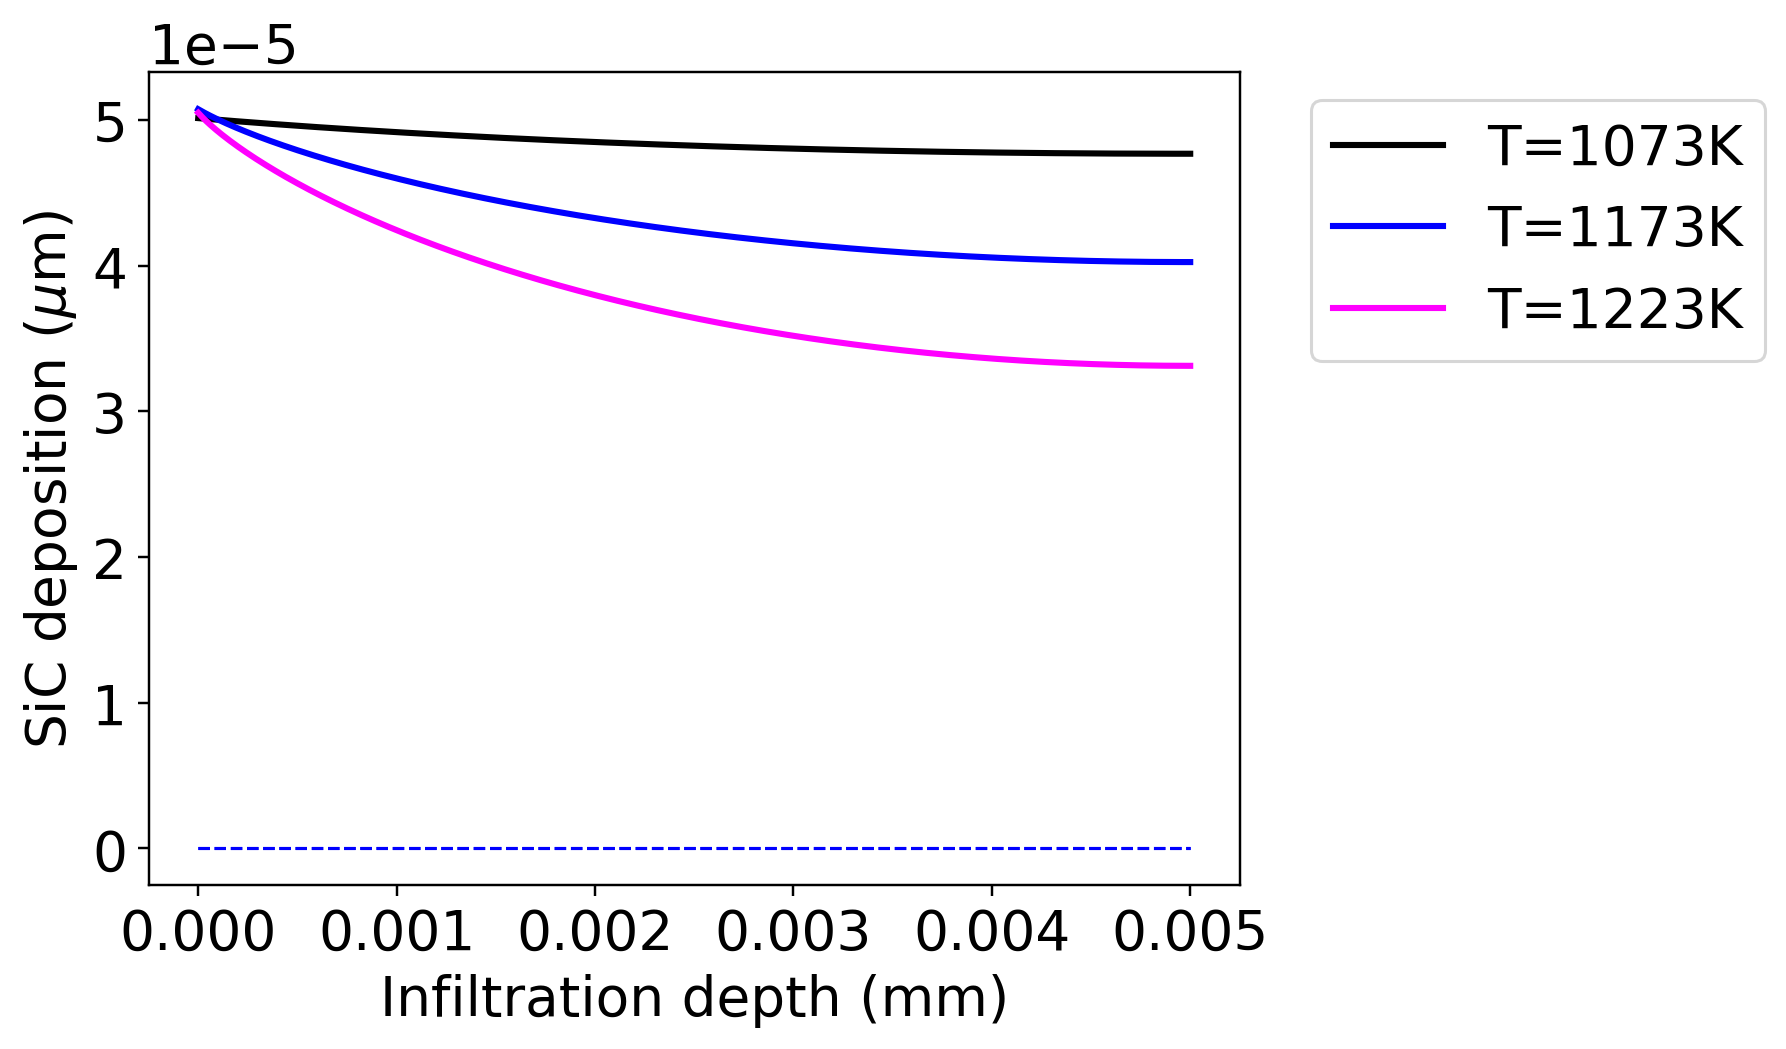 1e−5
5
4
3
2
1
0
SiC deposition (μm)
0.000 0.001 0.002 0.003 0.004 0.005
Infiltration depth (mm)
T=1073K
T=1173K
T=1223K